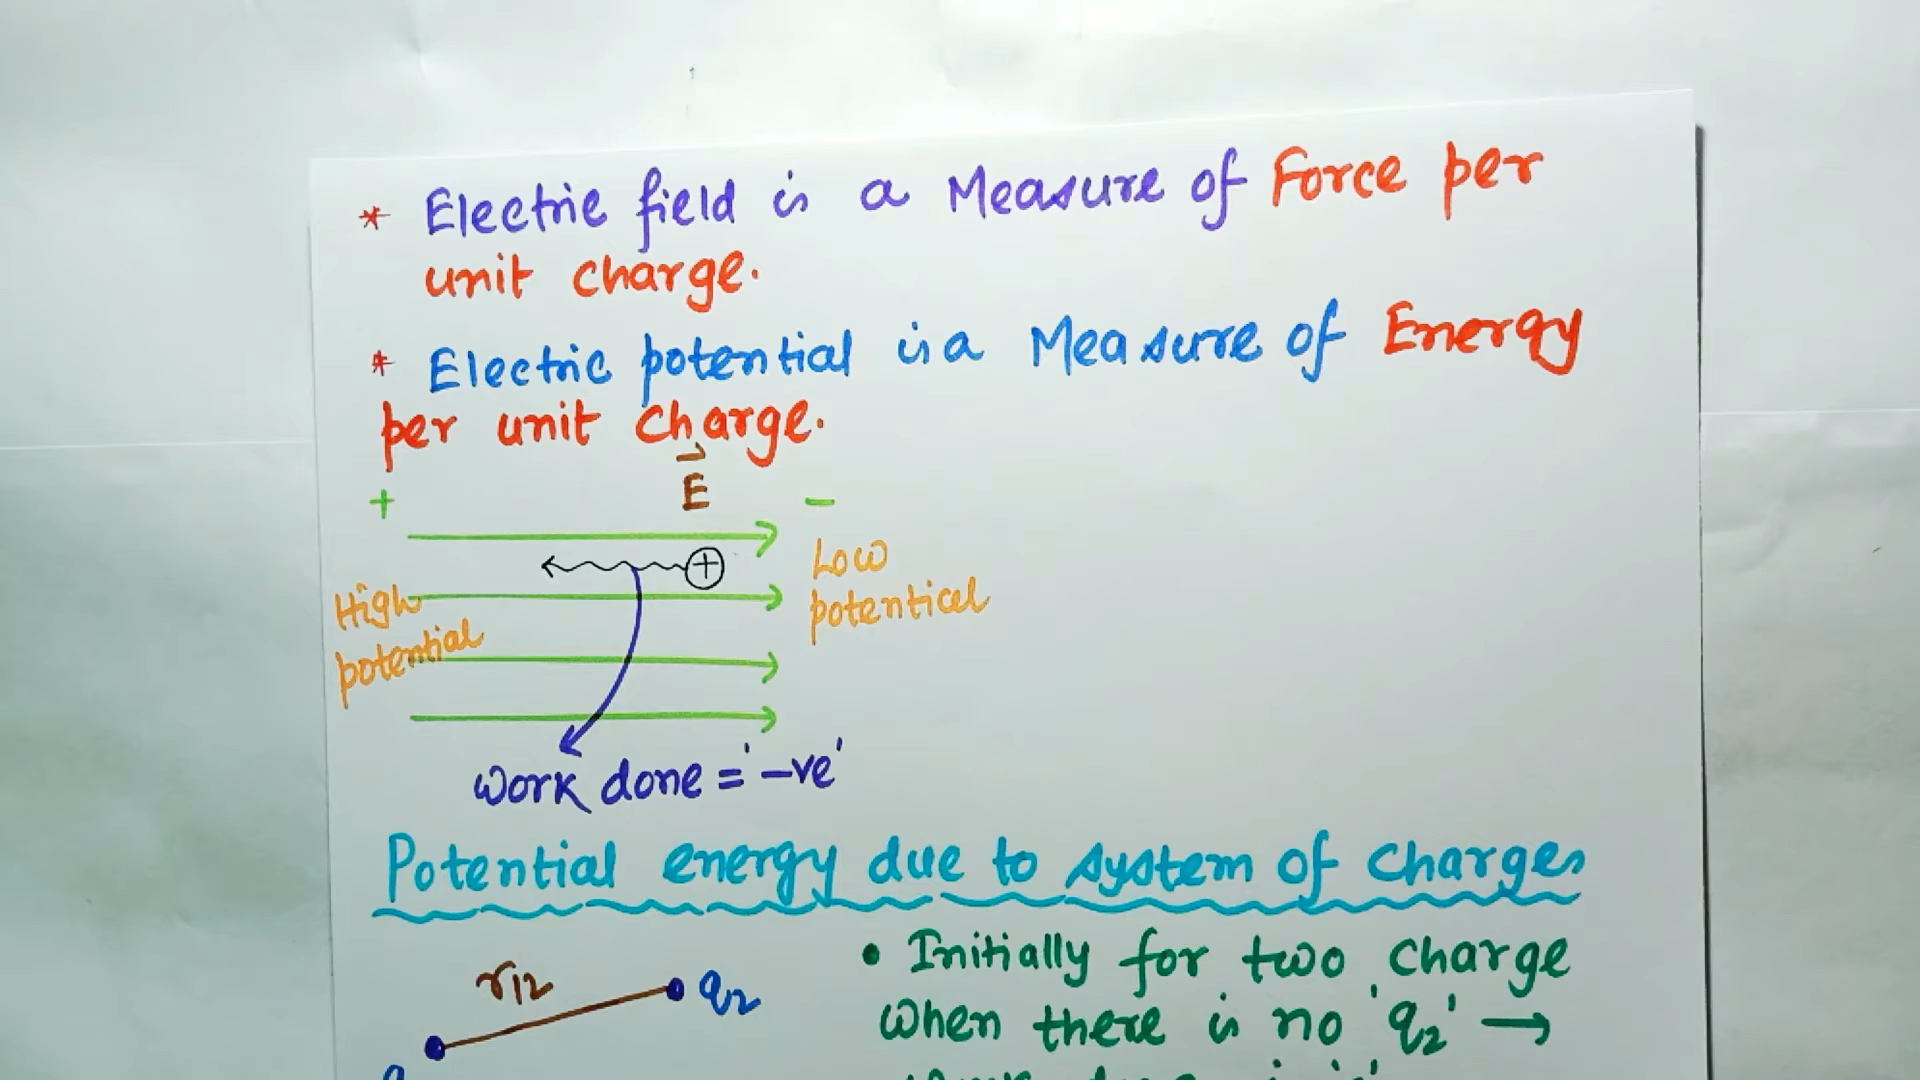 * Electric field is a Measure of Force per
unit charge.
* Electric potential is a Measure of Energy
per unit charge.
E
+ -
High
potential
Low
potential
+
work done = '-ve'
Potential energy due to system of charges
r12
q2
• Initially for two charge
when there is no 'q2' →